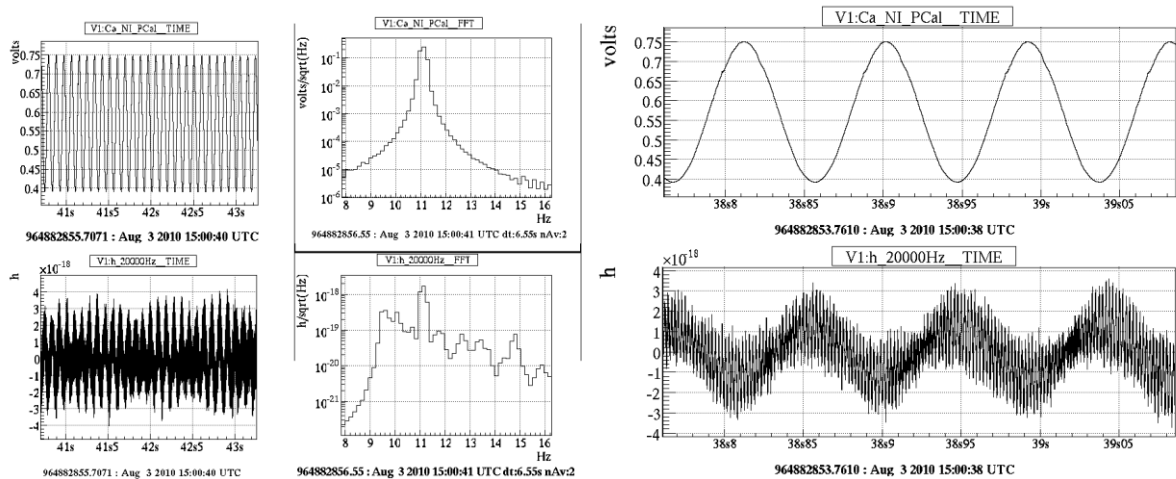 V1:Ca_NI_PCal__TIME
volts
0.75
0.7
0.65
0.6
0.55
0.5
0.45
0.4
41s 41s5 42s 42s5 43s
964882855.7071 : Aug 3 2010 15:00:40 UTC
V1:Ca_NI_PCal__FFT
volts/sqrt(Hz)
10-1
10-2
10-3
10-4
10-5
10-6
8 9 10 11 12 13 14 15 16
Hz
964882856.55 : Aug 3 2010 15:00:41 UTC dt:6.55s nAv:2
V1:Ca_NI_PCal__TIME
volts
0.75
0.7
0.65
0.6
0.55
0.5
0.45
0.4
38s8 38s85 38s9 38s95 39s 39s05
964882853.7610 : Aug 3 2010 15:00:38 UTC
V1:h_20000Hz__TIME
×10-18
h
4
3
2
1
0
-1
-2
-3
-4
41s 41s5 42s 42s5 43s
964882855.7071 : Aug 3 2010 15:00:40 UTC
V1:h_20000Hz__FFT
h/sqrt(Hz)
10-18
10-19
10-20
10-21
8 9 10 11 12 13 14 15 16
Hz
964882856.55 : Aug 3 2010 15:00:41 UTC dt:6.55s nAv:2
V1:h_20000Hz__TIME
×10-18
h
4
3
2
1
0
-1
-2
-3
-4
38s8 38s85 38s9 38s95 39s 39s05
964882853.7610 : Aug 3 2010 15:00:38 UTC